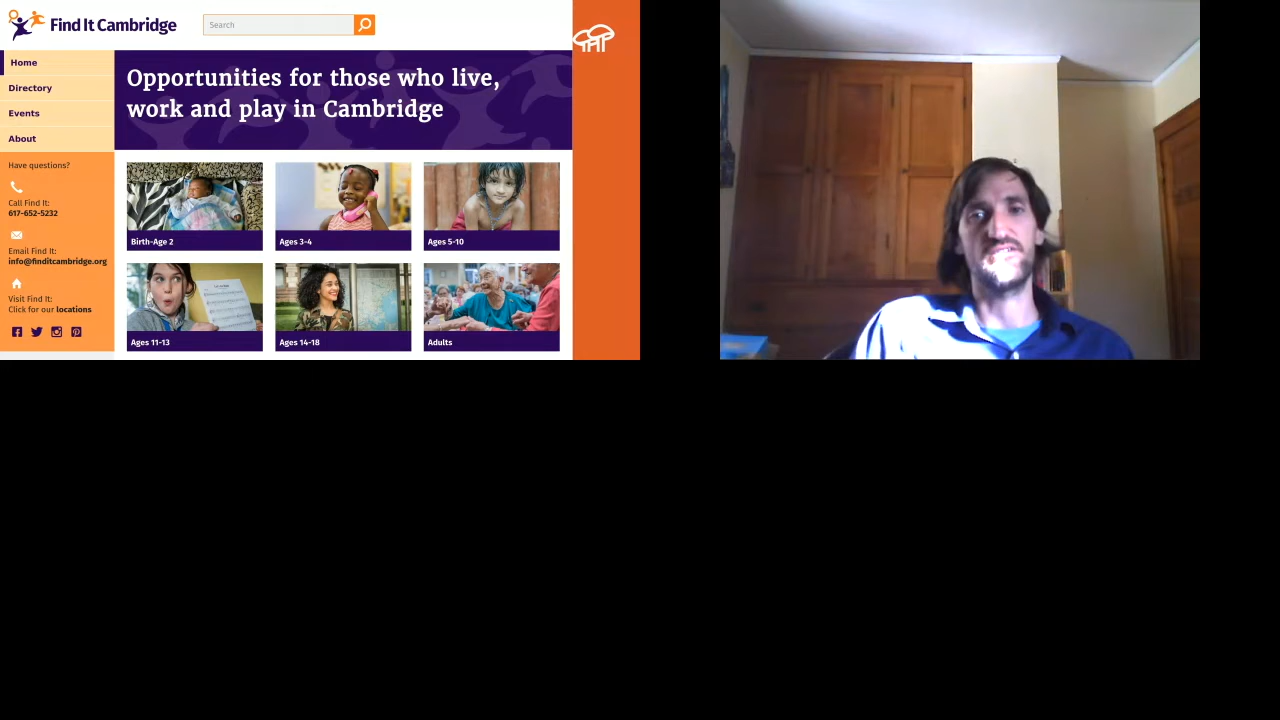 Find It Cambridge
Search
Home
Directory
Events
About
Have questions?
Call Find It:
617-652-5232
Email Find It:
info@finditcambridge.org
Visit Find It:
Click for our locations
Opportunities for those who live,
work and play in Cambridge
Birth-Age 2
Ages 3-4
Ages 5-10
Ages 11-13
Ages 14-18
Adults